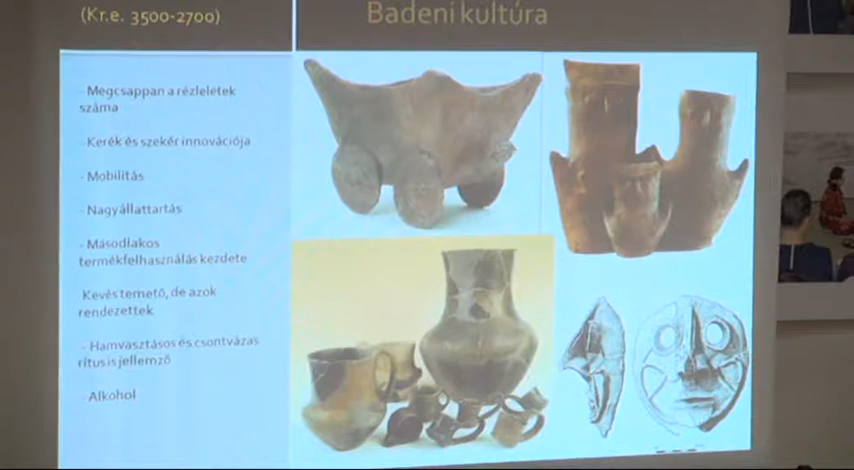 (Kr.e. 3500-2700)
Badeni kultúra
- Megcsappan a rézleletek
száma
- Kerék és szekér innovációja
- Mobilitás
- Nagyállattartás
- Másodlakos
termékfelhasználás kezdete
Kevés temető, de azok
rendezettek
- Hamvasztásos és csontvázas
rítus is jellemző
- Alkohol